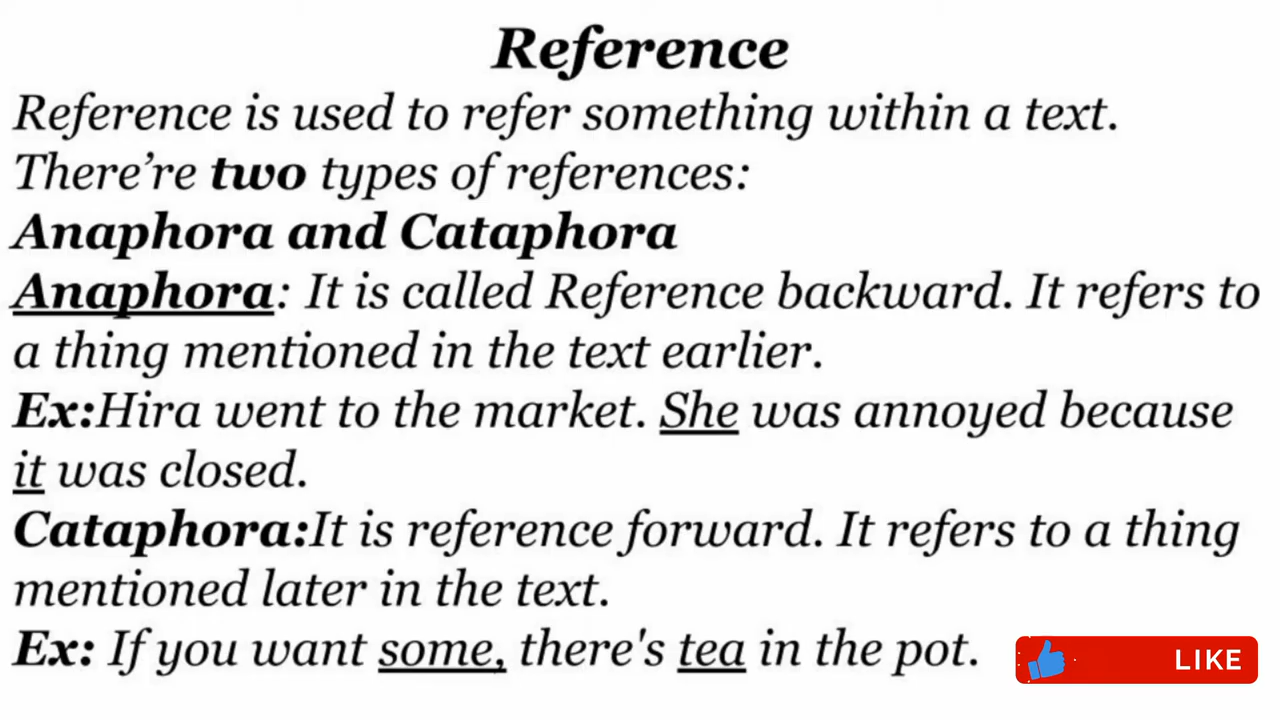 Reference
Reference is used to refer something within a text.
There’re two types of references:
Anaphora and Cataphora
Anaphora: It is called Reference backward. It refers to
a thing mentioned in the text earlier.
Ex:Hira went to the market. She was annoyed because
it was closed.
Cataphora:It is reference forward. It refers to a thing
mentioned later in the text.
Ex: If you want some, there's tea in the pot.
LIKE